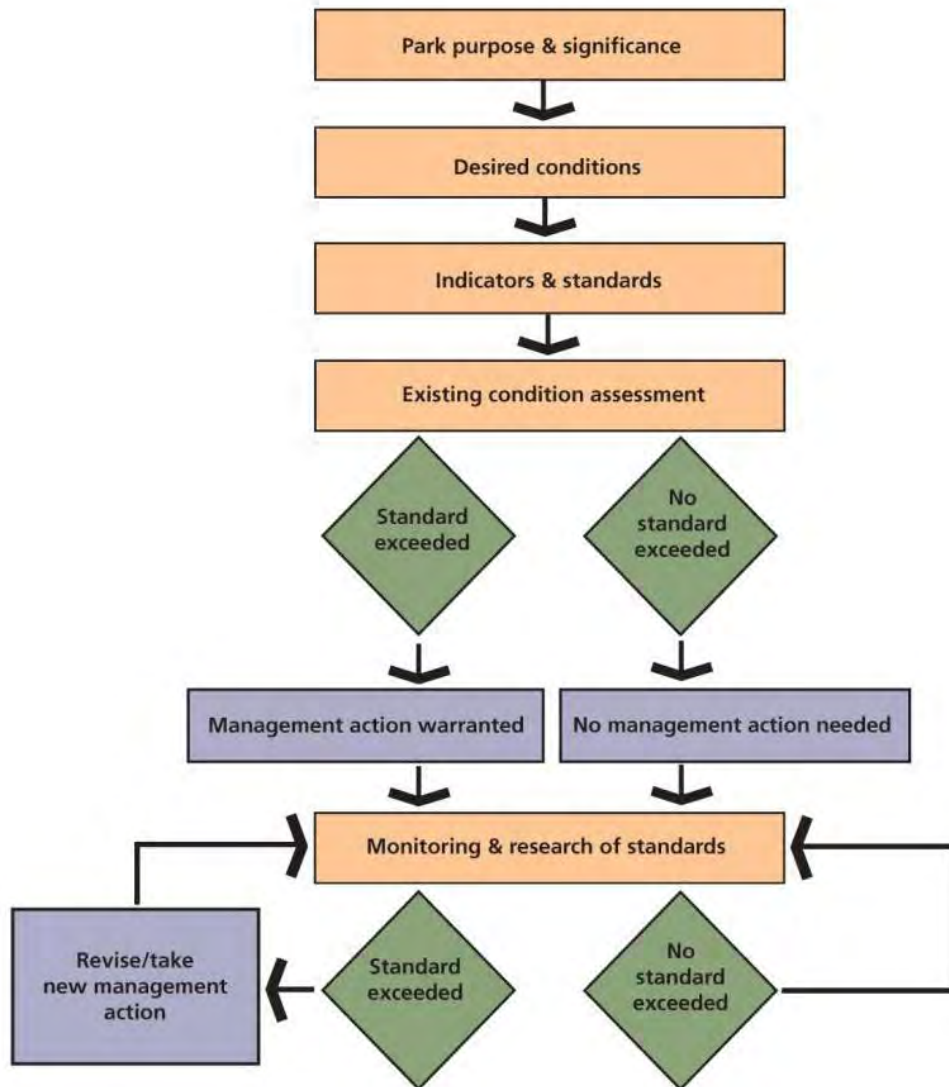 Park purpose & significance
Desired conditions
Indicators & standards
Existing condition assessment
Standard
exceeded
No
standard
exceeded
Management action warranted
No management action needed
Monitoring & research of standards
Revise/take
new management
action
Standard
exceeded
No
standard
exceeded